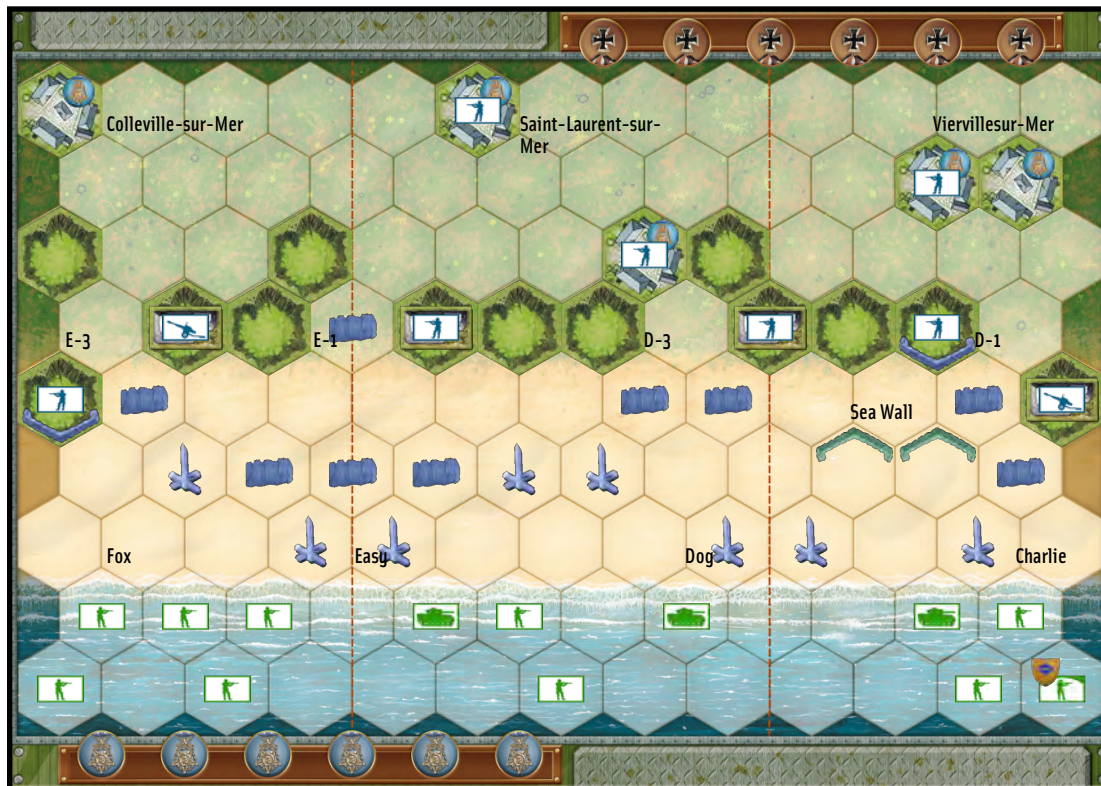 Colleville-sur-Mer
Saint-Laurent-sur-
Mer
Viervillesur-Mer
E-3
E-1
D-3
D-1
Sea Wall
Fox
Easy
Dog
Charlie